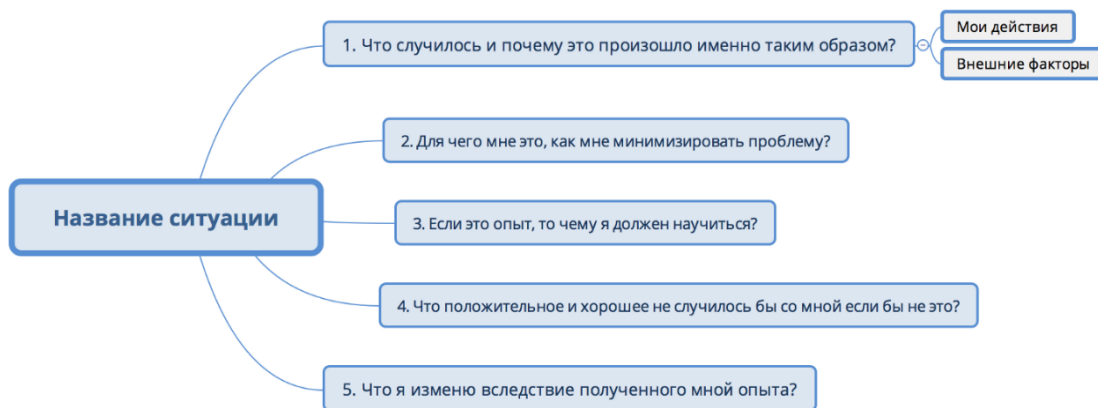 1. Что случилось и почему это произошло именно таким образом?
Мои действия
Внешние факторы
2. Для чего мне это, как мне минимизировать проблему?
Название ситуации
3. Если это опыт, то чему я должен научиться?
4. Что положительное и хорошее не случилось бы со мной если бы не это?
5. Что я изменю вследствие полученного мной опыта?